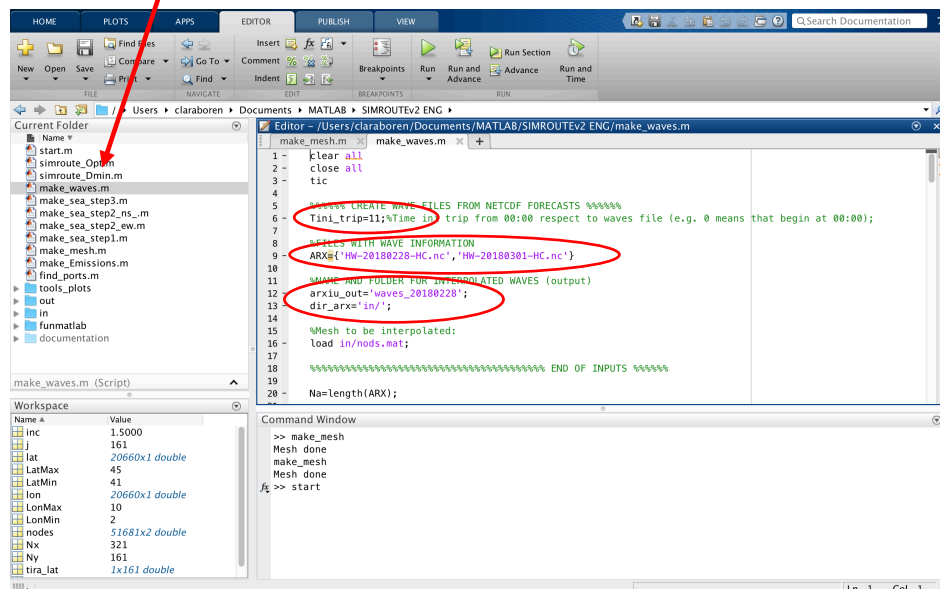 HOME PLOTS APPS EDITOR PUBLISH VIEW Search Documentation
New Open Save Find Files Compare Print
FILE
Go To Find
NAVIGATE
Insert fx
Comment %
Indent
EDIT
Breakpoints
BREAKPOINTS
Run Run and Advance Run Section Advance Run and Time
RUN
/ Users claraboren Documents MATLAB SIMROUTEv2 ENG
Current Folder
Name
start.m
simroute_Opt.m
simroute_Dmin.m
make_waves.m
make_sea_step3.m
make_sea_step2_ns_.m
make_sea_step2_ew.m
make_sea_step1.m
make_mesh.m
make_Emissions.m
find_ports.m
tools_plots
out
in
funmatlab
documentation
make_waves.m (Script)
Workspace
Name Value
inc 1.5000
j 161
lat 20660x1 double
LatMax 45
LatMin 41
lon 20660x1 double
LonMax 10
LonMin 2
nodes 51681x2 double
Nx 321
Ny 161
tira_lat 1x161 double
Editor - /Users/claraboren/Documents/MATLAB/SIMROUTEv2 ENG/make_waves.m
make_mesh.m make_waves.m +
1 - clear all
2 - close all
3 - tic
4
5 %%%%%% CREATE WAVE FILES FROM NETCDF FORECASTS %%%%%%
6 - Tini_trip=11;%Time ini trip from 00:00 respect to waves file (e.g. 0 means that begin at 00:00);
7
8 %FILES WITH WAVE INFORMATION
9 - ARX={'HW-20180228-HC.nc','HW-20180301-HC.nc'}
10
11 %NAME AND FOLDER FOR INTERPOLATED WAVES (output)
12 - arxiu_out='waves_20180228';
13 - dir_arx='in/';
14
15 %Mesh to be interpolated:
16 - load in/nods.mat;
17
18 %%%%%%%%%%%%%%%%%%%%%%%%%%%%%%%%%%%%%%% END OF INPUTS %%%%%%
19
20 - Na=length(ARX);
Command Window
>> make_mesh
Mesh done
make_mesh
Mesh done
fx >> start
Ln 1 Col 1